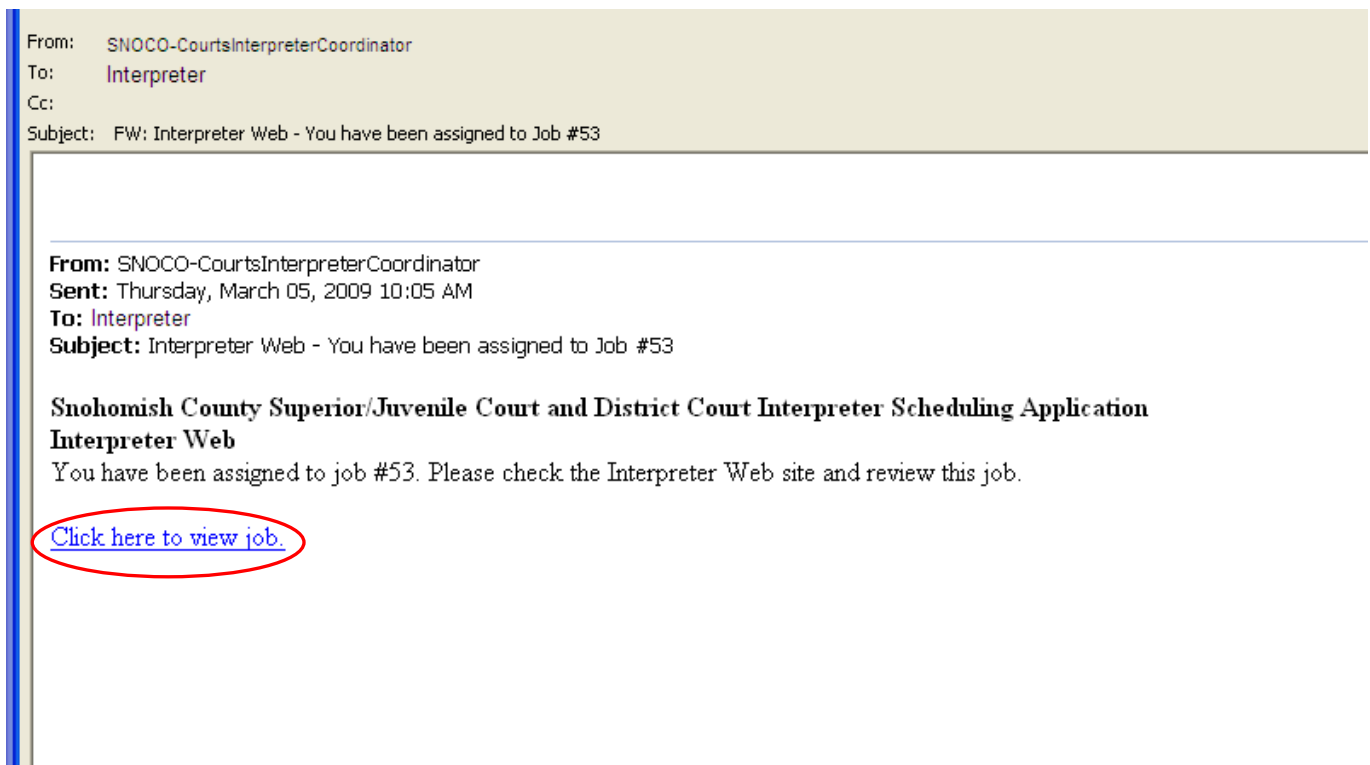 From: SNOCO-CourtsInterpreterCoordinator
To: Interpreter
Cc:
Subject: FW: Interpreter Web - You have been assigned to Job #53
From: SNOCO-CourtsInterpreterCoordinator
Sent: Thursday, March 05, 2009 10:05 AM
To: Interpreter
Subject: Interpreter Web - You have been assigned to Job #53
Snohomish County Superior/Juvenile Court and District Court Interpreter Scheduling Application
Interpreter Web
You have been assigned to job #53. Please check the Interpreter Web site and review this job.
Click here to view job.